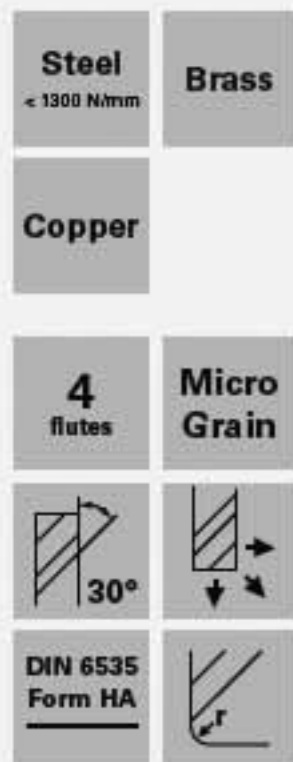 Steel
< 1300 N/mm
Brass
Copper
4
flutes
Micro
Grain
30°
DIN 6535
Form HA
r